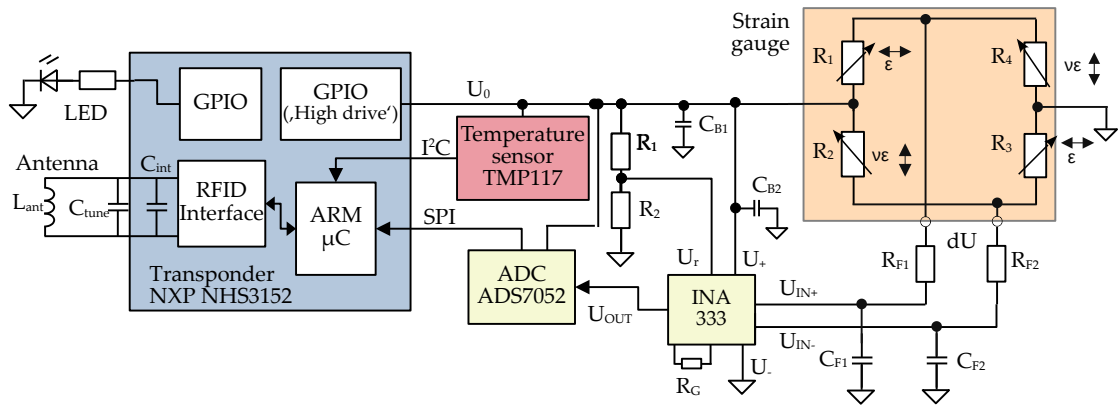 Strain
gauge
R1
ε
R4
νε
R2
νε
R3
ε
LED
GPIO
GPIO
(‚High drive‘)
U0
Temperature
sensor
TMP117
I²C
CB1
R1
R2
CB2
Antenna
Cint
Lant
Ctune
RFID
Interface
ARM
µC
SPI
Transponder
NXP NHS3152
ADC
ADS7052
UOUT
Ur
U+
INA
333
dU
RF1
RF2
UIN+
UIN-
U-
RG
CF1
CF2